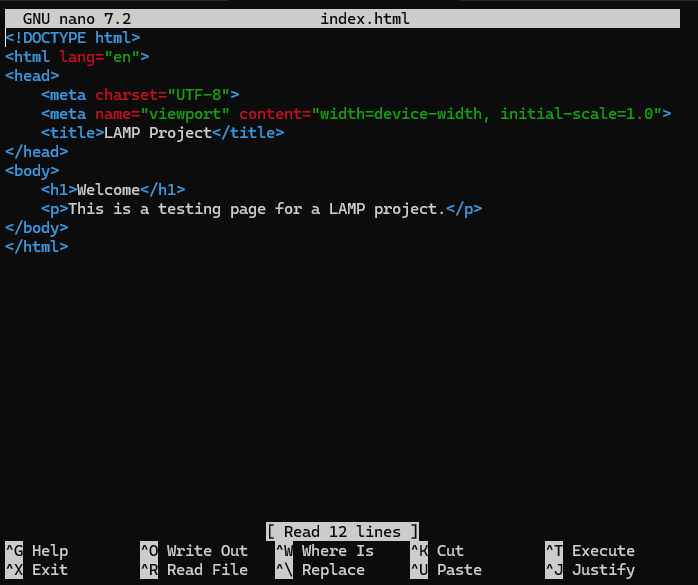 GNU nano 7.2 index.html
<!DOCTYPE html>
<html lang="en">
<head>
    <meta charset="UTF-8">
    <meta name="viewport" content="width=device-width, initial-scale=1.0">
    <title>LAMP Project</title>
</head>
<body>
    <h1>Welcome</h1>
    <p>This is a testing page for a LAMP project.</p>
</body>
</html>
[ Read 12 lines ]
^G Help ^O Write Out ^W Where Is ^K Cut ^T Execute
^X Exit ^R Read File ^\ Replace ^U Paste ^J Justify